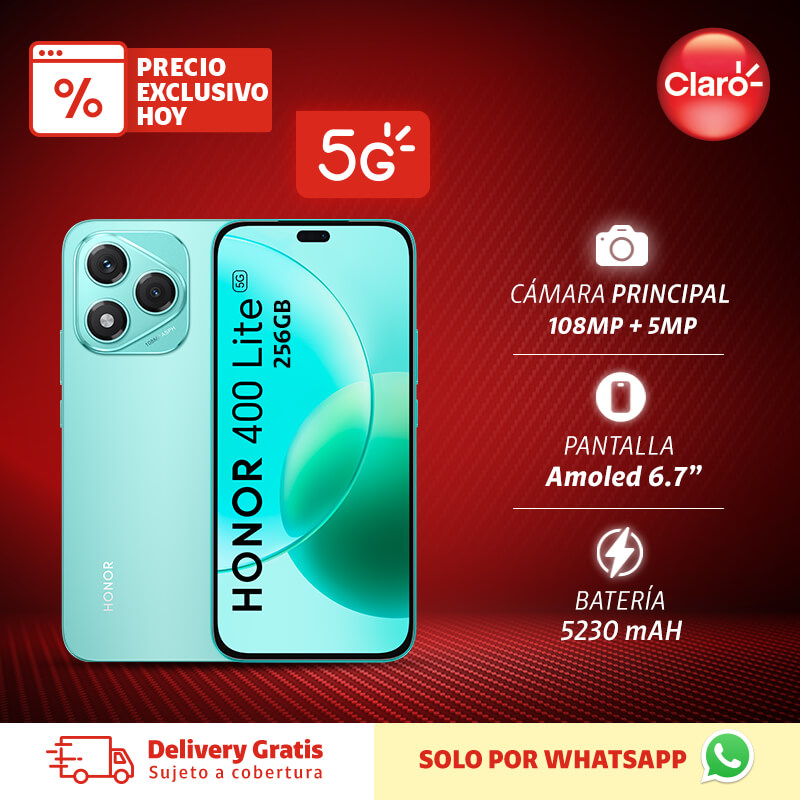 %
PRECIO
EXCLUSIVO
HOY
Claro
5G
HONOR 400 Lite 5G
256GB
HONOR
CÁMARA PRINCIPAL
108MP + 5MP
PANTALLA
Amoled 6.7”
BATERÍA
5230 mAH
Delivery Gratis
Sujeto a cobertura
SOLO POR WHATSAPP